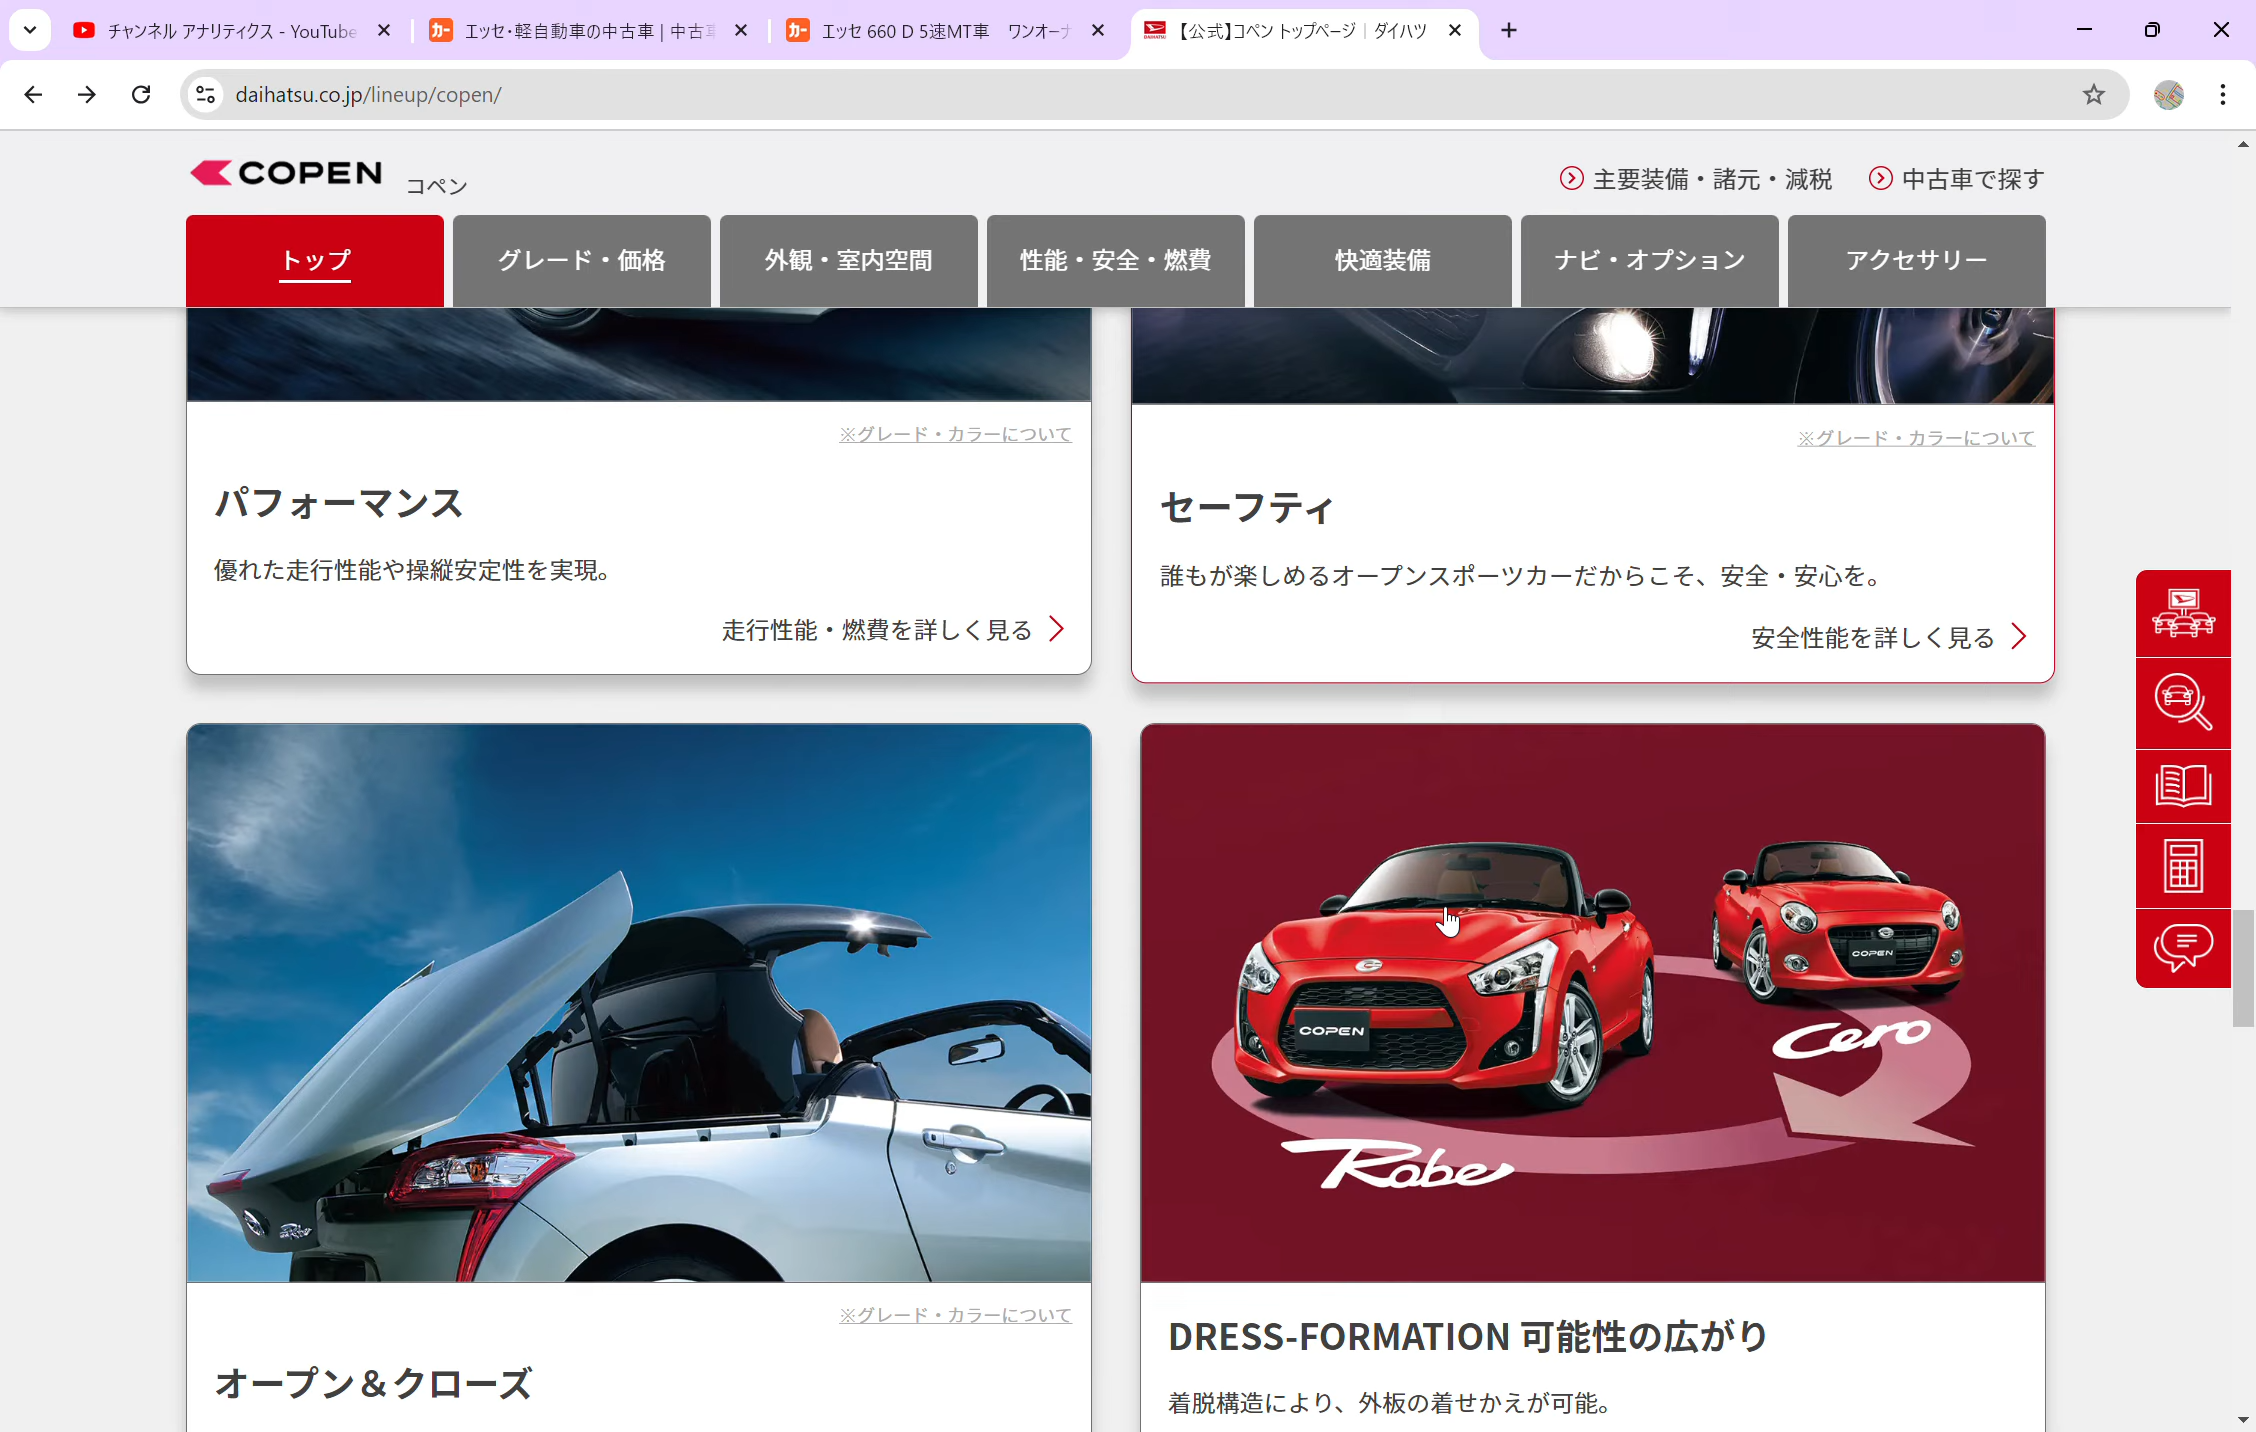 チャンネル アナリティクス - YouTube
エッセ・軽自動車の中古車 | 中古車
エッセ 660 D 5速MT車 ワンオーナ
【公式】コペン トップページ｜ダイハツ
daihatsu.co.jp/lineup/copen/
COPEN コペン
主要装備・諸元・減税
中古車で探す
トップ
グレード・価格
外観・室内空間
性能・安全・燃費
快適装備
ナビ・オプション
アクセサリー
※グレード・カラーについて
パフォーマンス
優れた走行性能や操縦安定性を実現。
走行性能・燃費を詳しく見る
※グレード・カラーについて
セーフティ
誰もが楽しめるオープンスポーツカーだからこそ、安全・安心を。
安全性能を詳しく見る
Robe
※グレード・カラーについて
オープン＆クローズ
COPEN
COPEN
Cero
Robe
DRESS-FORMATION 可能性の広がり
着脱構造により、外板の着せかえが可能。